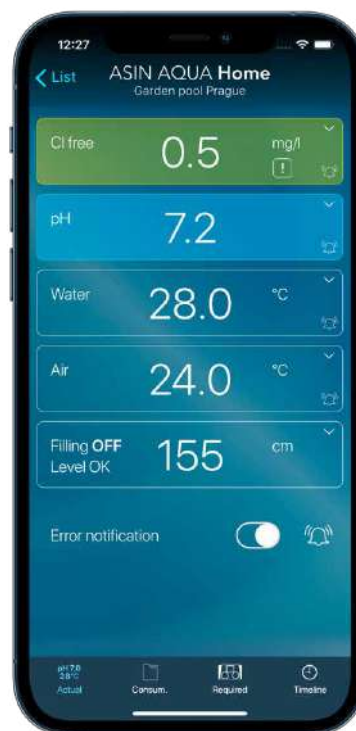 12:27
List
ASIN AQUA Home
Garden pool Prague
Cl free 0.5 mg/l
!
pH 7.2
Water 28.0 °C
Air 24.0 °C
Filling OFF
Level OK
155 cm
Error notification
pH 7.0
28°C
Actual Consum. Required Timeline